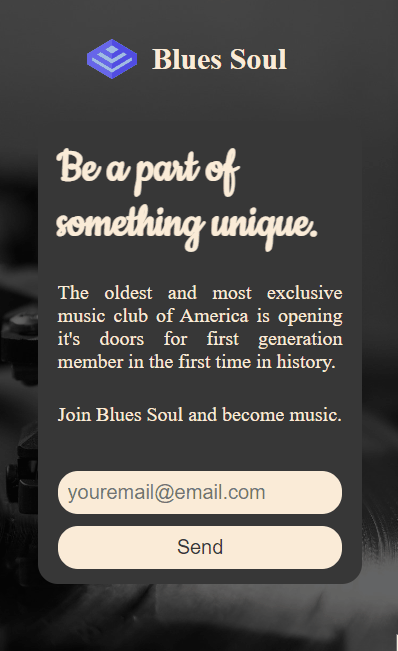 Blues Soul
Be a part of
something unique.
The oldest and most exclusive
music club of America is opening
it's doors for first generation
member in the first time in history.
Join Blues Soul and become music.
youremail@email.com
Send